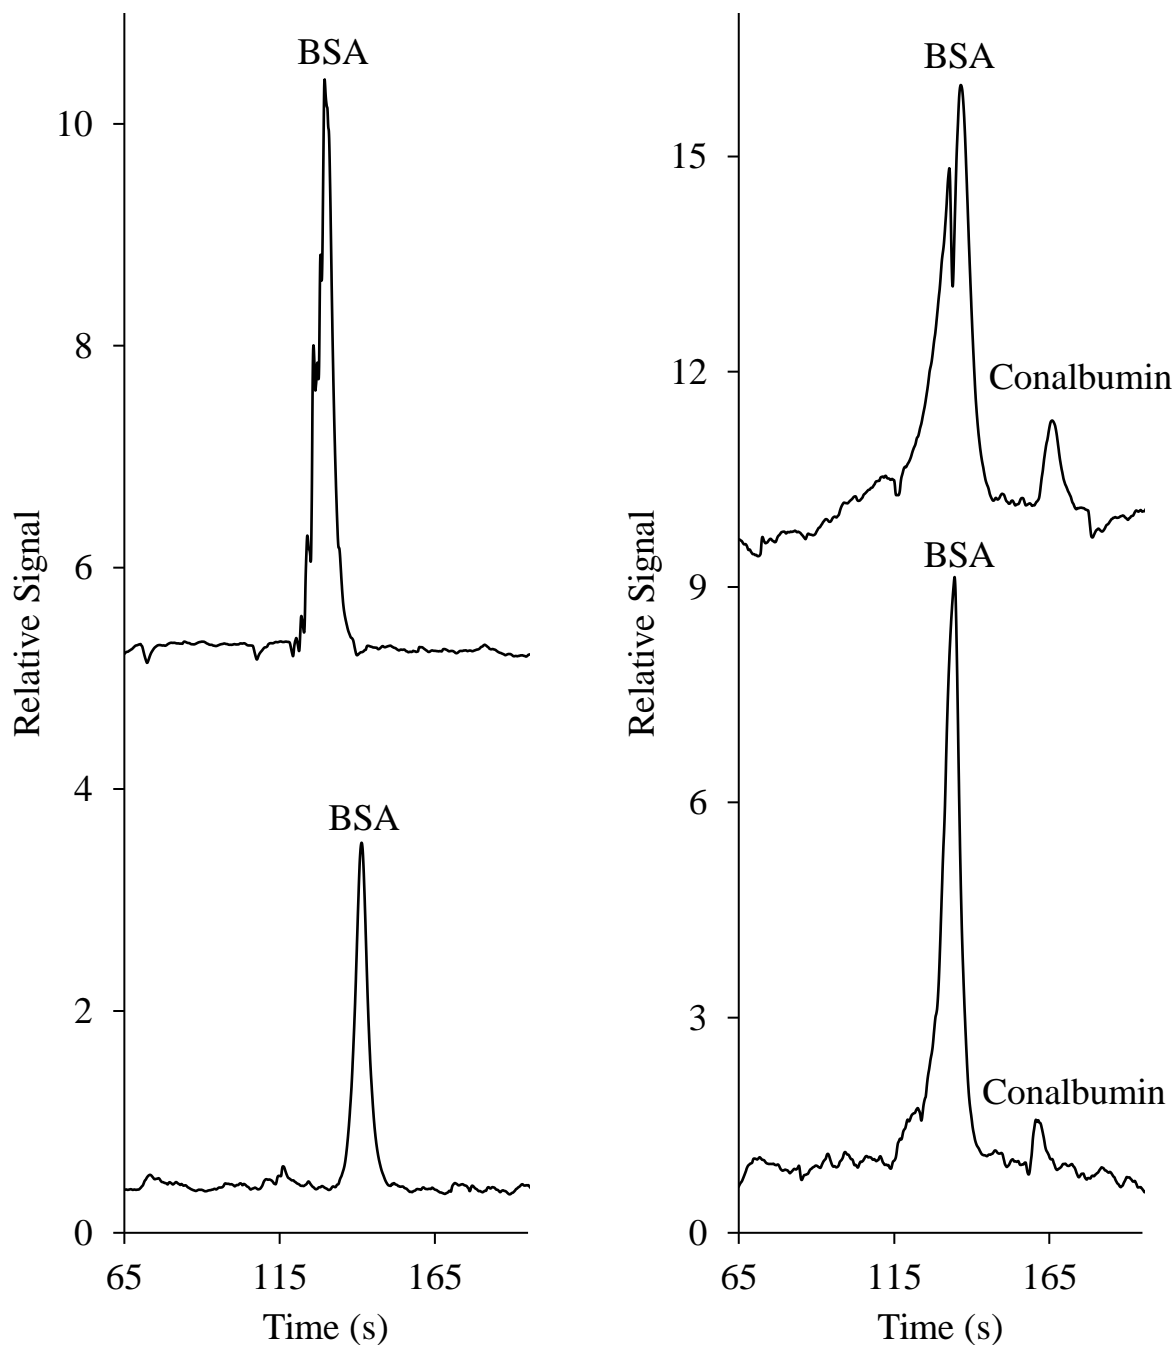 BSA
10
8
6
4
2
0
BSA
65
115
165
Time (s)
Relative Signal
BSA
15
12
9
6
3
0
Conalbumin
BSA
Conalbumin
65
115
165
Time (s)
Relative Signal